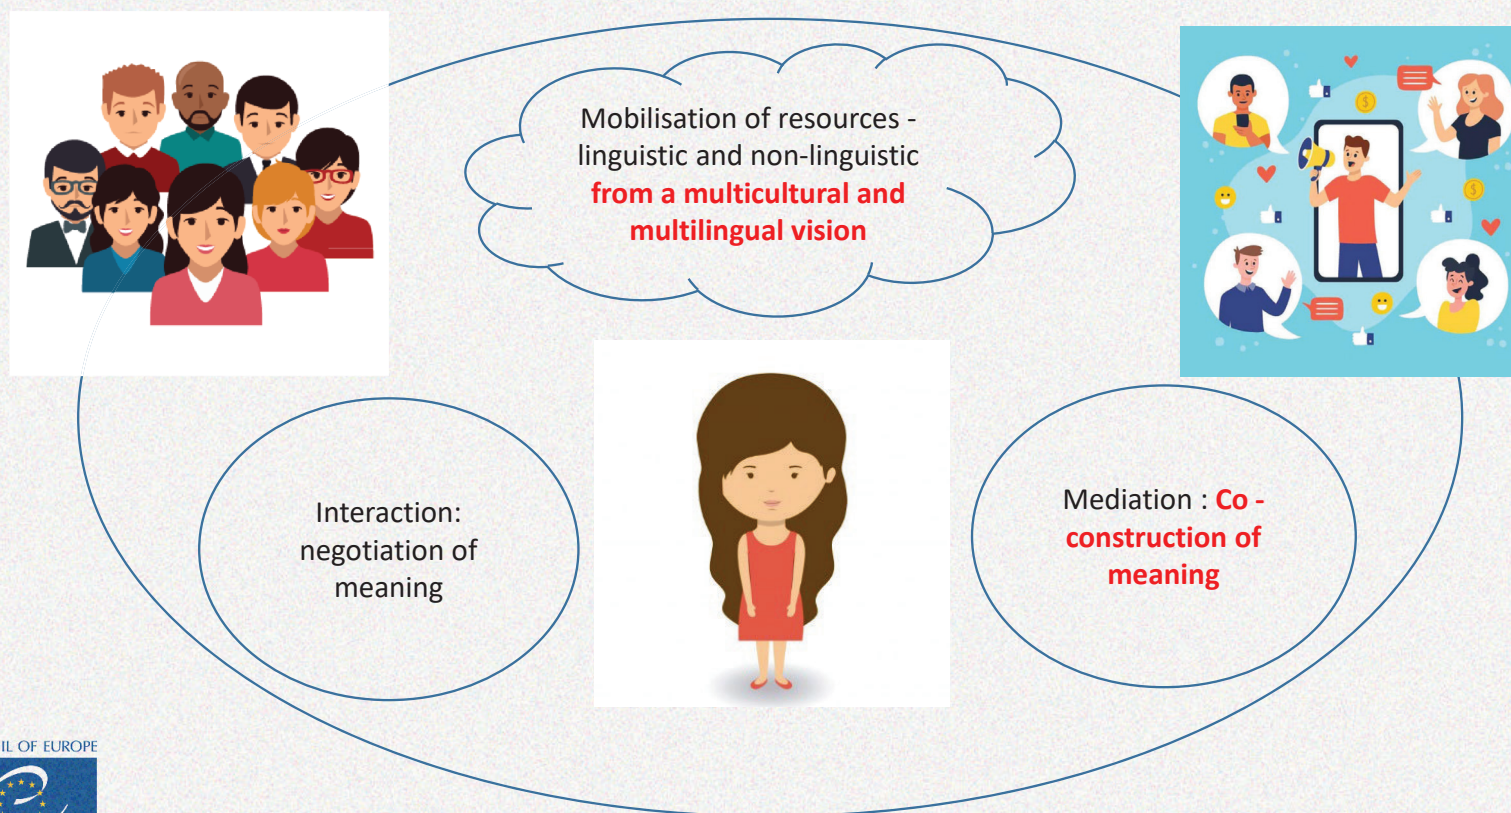 Mobilisation of resources -
linguistic and non-linguistic
from a multicultural and
multilingual vision
Interaction:
negotiation of
meaning
Mediation : Co -
construction of
meaning
IL OF EUROPE